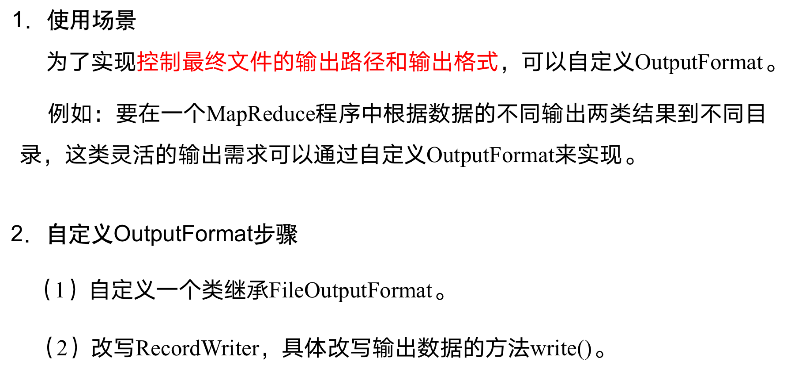 1．使用场景
为了实现控制最终文件的输出路径和输出格式，可以自定义OutputFormat。
例如：要在一个MapReduce程序中根据数据的不同输出两类结果到不同目
录，这类灵活的输出需求可以通过自定义OutputFormat来实现。
2．自定义OutputFormat步骤
（1）自定义一个类继承FileOutputFormat。
（2）改写RecordWriter，具体改写输出数据的方法write()。